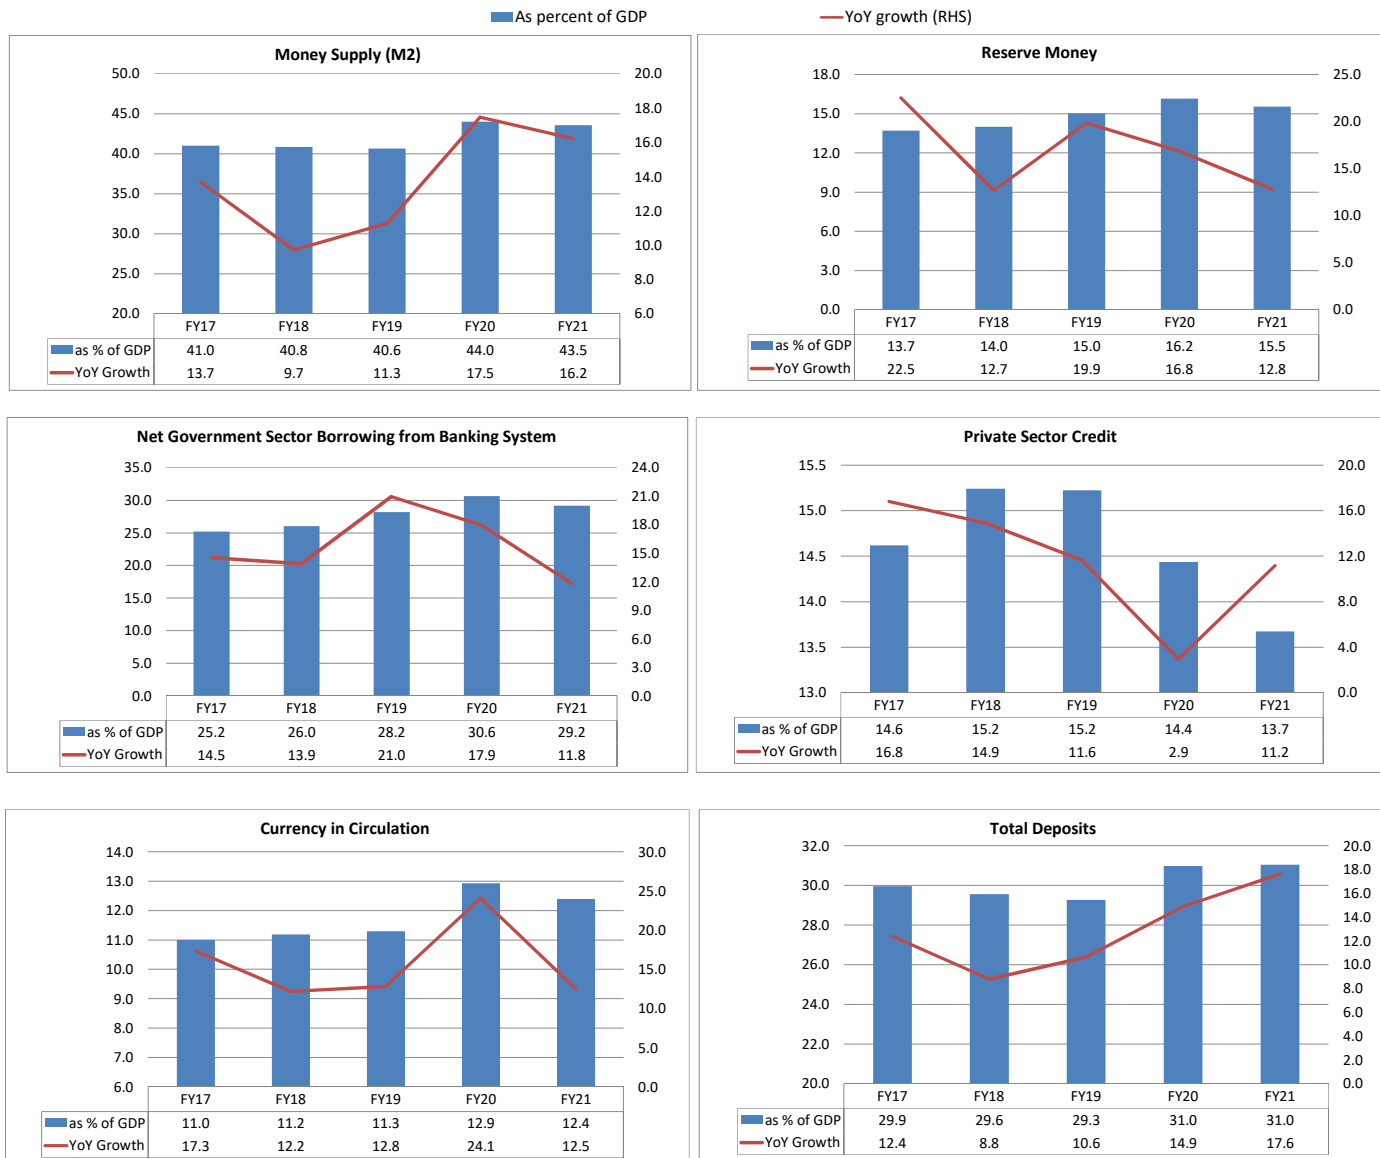 As percent of GDP YoY growth (RHS)
Money Supply (M2)
50.0 20.0
18.0
45.0
16.0
40.0
14.0
35.0
12.0
30.0
10.0
25.0
8.0
20.0 6.0
FY17 FY18 FY19 FY20 FY21
as % of GDP 41.0 40.8 40.6 44.0 43.5
YoY Growth 13.7 9.7 11.3 17.5 16.2
Reserve Money
18.0 25.0
15.0 20.0
12.0
15.0
9.0
10.0
6.0
5.0
3.0
0.0 0.0
FY17 FY18 FY19 FY20 FY21
as % of GDP 13.7 14.0 15.0 16.2 15.5
YoY Growth 22.5 12.7 19.9 16.8 12.8
Net Government Sector Borrowing from Banking System
35.0 24.0
30.0 21.0
25.0 18.0
20.0 15.0
15.0 12.0
10.0 9.0
5.0 6.0
3.0
0.0 0.0
FY17 FY18 FY19 FY20 FY21
as % of GDP 25.2 26.0 28.2 30.6 29.2
YoY Growth 14.5 13.9 21.0 17.9 11.8
Private Sector Credit
15.5 20.0
15.0 16.0
14.5 12.0
14.0 8.0
13.5 4.0
13.0 0.0
FY17 FY18 FY19 FY20 FY21
as % of GDP 14.6 15.2 15.2 14.4 13.7
YoY Growth 16.8 14.9 11.6 2.9 11.2
Currency in Circulation
14.0 30.0
13.0 25.0
12.0
20.0
11.0
10.0 15.0
9.0 10.0
8.0
5.0
7.0
6.0 0.0
FY17 FY18 FY19 FY20 FY21
as % of GDP 11.0 11.2 11.3 12.9 12.4
YoY Growth 17.3 12.2 12.8 24.1 12.5
Total Deposits
32.0 20.0
18.0
30.0 16.0
28.0 14.0
12.0
26.0 10.0
8.0
24.0 6.0
22.0 4.0
2.0
20.0 0.0
FY17 FY18 FY19 FY20 FY21
as % of GDP 29.9 29.6 29.3 31.0 31.0
YoY Growth 12.4 8.8 10.6 14.9 17.6